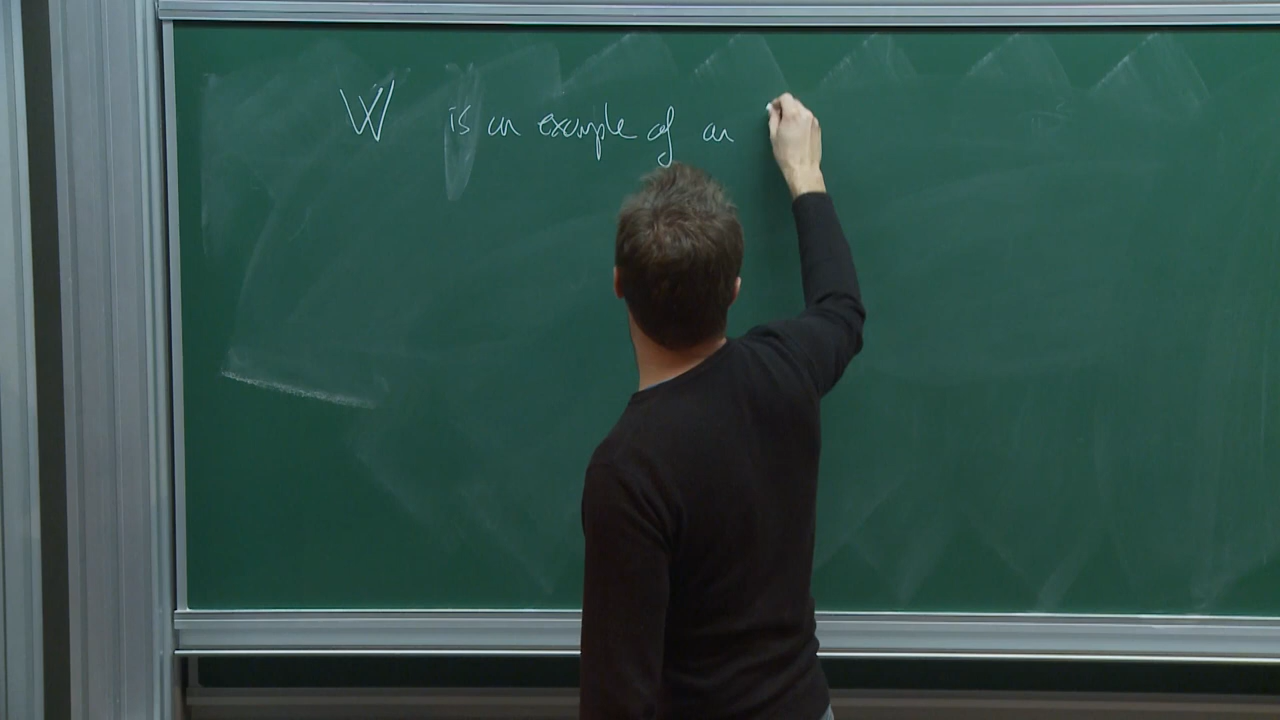 𝕎 is an example of an